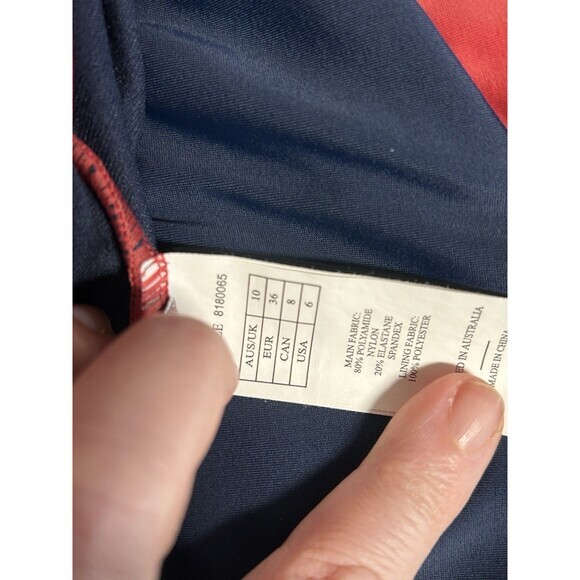 8180065
AUS/UK 10
EUR 36
CAN 8
USA 6
MAIN FABRIC:
80% POLYAMIDE
NYLON
20% ELASTANE
SPANDEX
LINING FABRIC:
100% POLYESTER
IN AUSTRALIA
MADE IN CHINA